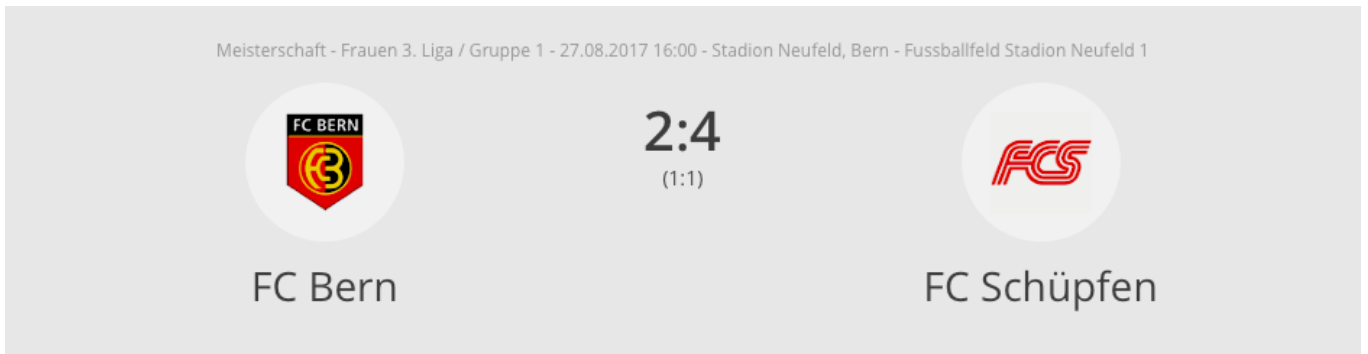 Meisterschaft - Frauen 3. Liga / Gruppe 1 - 27.08.2017 16:00 - Stadion Neufeld, Bern - Fussballfeld Stadion Neufeld 1
FC BERN
FCB
2:4
(1:1)
FCS
FC Bern
FC Schüpfen